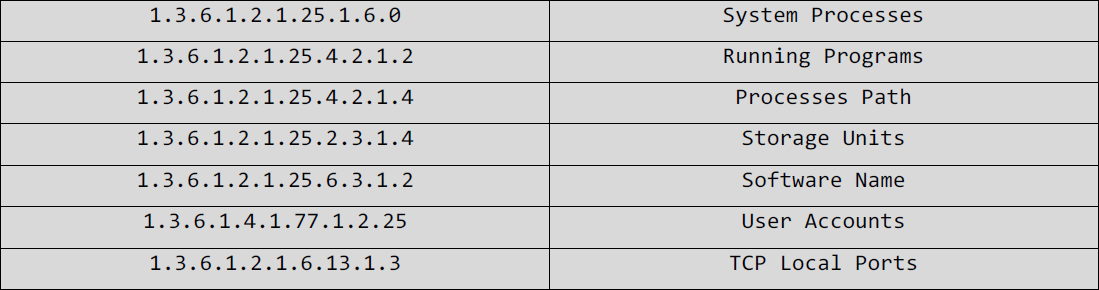 1.3.6.1.2.1.25.1.6.0 System Processes
1.3.6.1.2.1.25.4.2.1.2 Running Programs
1.3.6.1.2.1.25.4.2.1.4 Processes Path
1.3.6.1.2.1.25.2.3.1.4 Storage Units
1.3.6.1.2.1.25.6.3.1.2 Software Name
1.3.6.1.4.1.77.1.2.25 User Accounts
1.3.6.1.2.1.6.13.1.3 TCP Local Ports